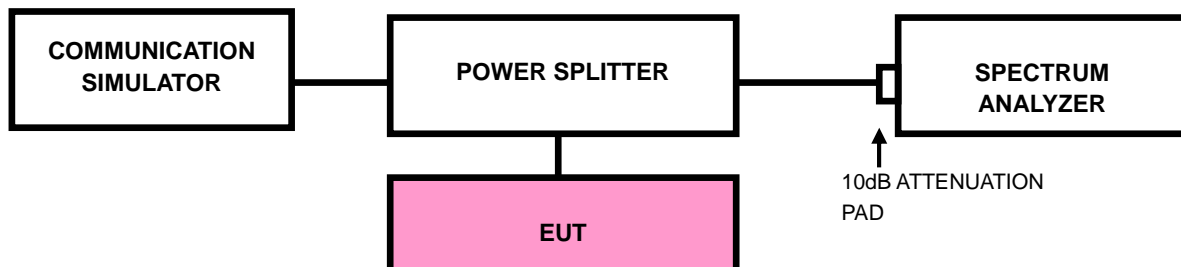 COMMUNICATION
SIMULATOR
POWER SPLITTER
SPECTRUM
ANALYZER
10dB ATTENUATION
PAD
EUT